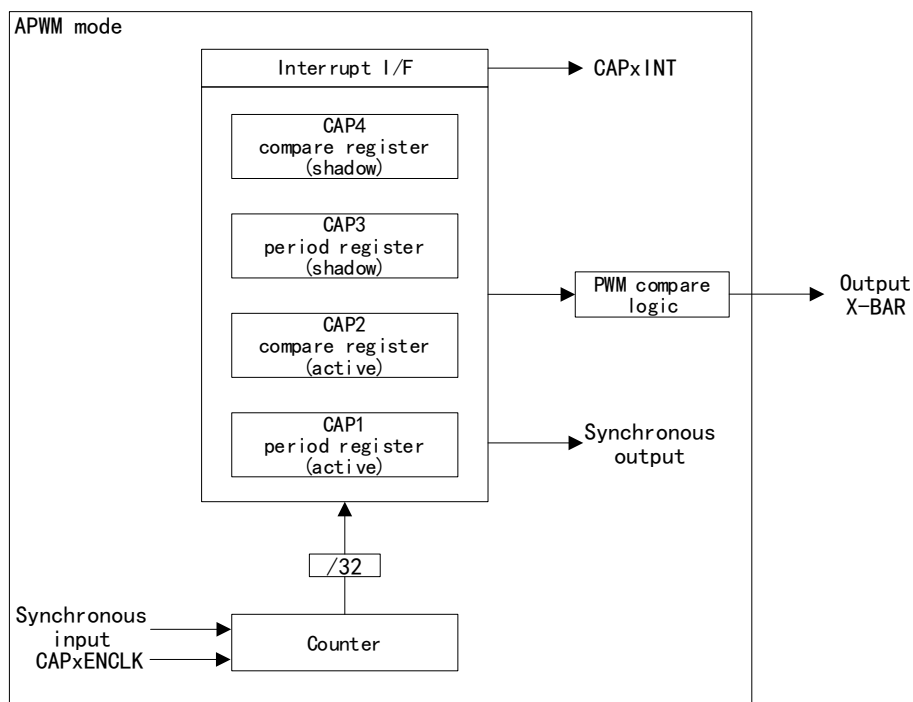 APWM mode
Interrupt I/F
CAPxINT
CAP4
compare register
(shadow)
CAP3
period register
(shadow)
PWM compare
logic
Output
X-BAR
CAP2
compare register
(active)
CAP1
period register
(active)
Synchronous
output
/32
Synchronous
input
CAPxENCLK
Counter